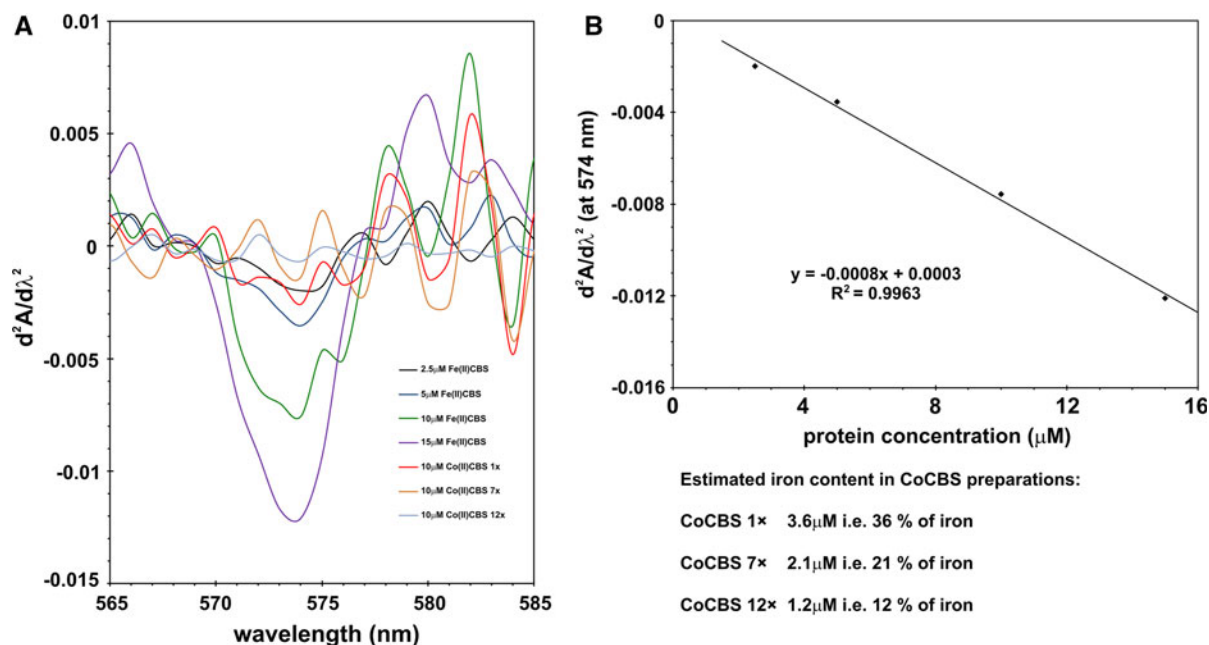 A
d²A/dλ²
0.01
0.005
0
-0.005
-0.01
-0.015
2.5μM Fe(II)CBS
5μM Fe(II)CBS
10μM Fe(II)CBS
15μM Fe(II)CBS
10μM Co(II)CBS 1x
10μM Co(II)CBS 7x
10μM Co(II)CBS 12x
565 570 575 580 585
wavelength (nm)
B
d²A/dλ² (at 574 nm)
0
-0.004
-0.008
-0.012
-0.016
y = -0.0008x + 0.0003
R² = 0.9963
0 4 8 12 16
protein concentration (μM)
Estimated iron content in CoCBS preparations:
CoCBS 1× 3.6μM i.e. 36 % of iron
CoCBS 7× 2.1μM i.e. 21 % of iron
CoCBS 12× 1.2μM i.e. 12 % of iron